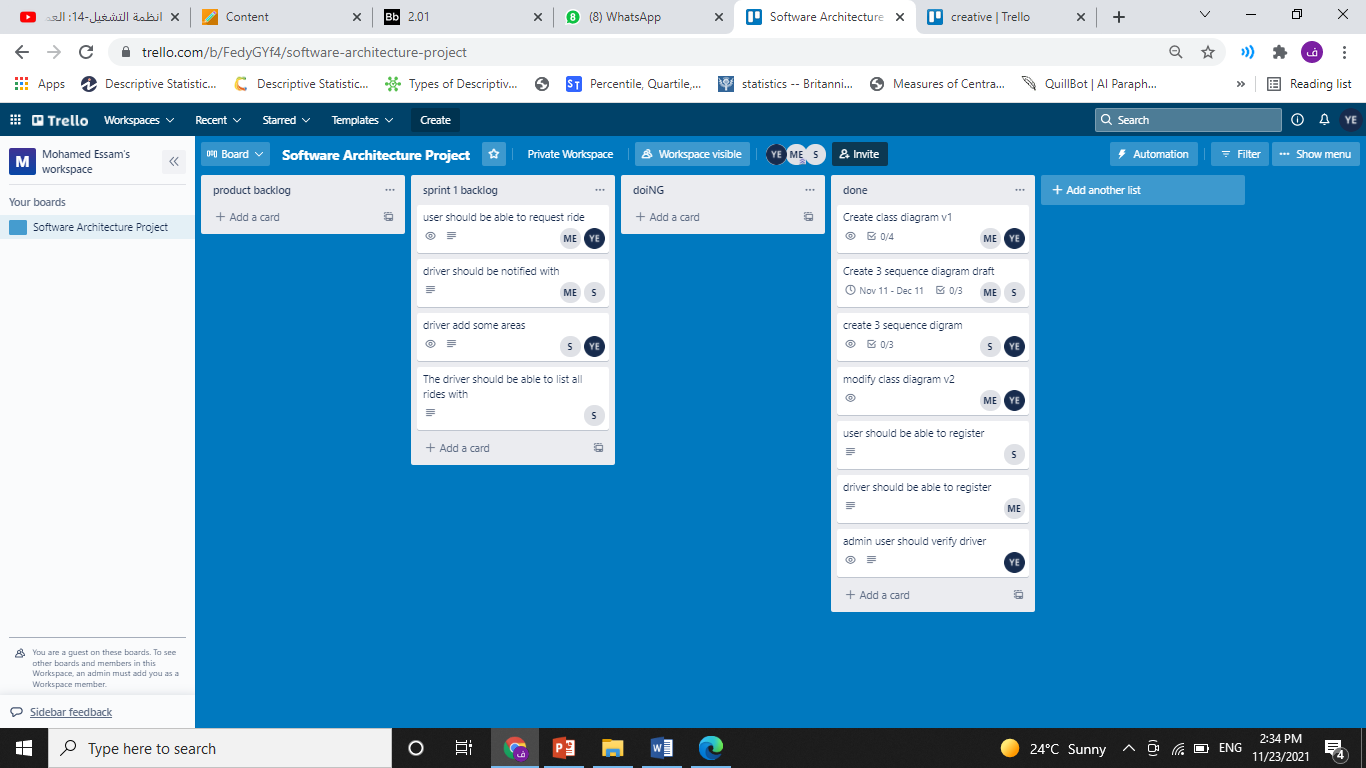 انظمة التشغيل-14: الع
Content
2.01
(8) WhatsApp
Software Architecture
creative | Trello
trello.com/b/FedyGYf4/software-architecture-project
ف
Apps
Descriptive Statistic...
Descriptive Statistic...
Types of Descriptiv...
Percentile, Quartile,...
statistics -- Britanni...
Measures of Centra...
QuillBot | AI Paraph...
»
Reading list
Trello
Workspaces
Recent
Starred
Templates
Create
Search
YE
M
Mohamed Essam's
workspace
Your boards
Software Architecture Project
You are a guest on these boards. To see
other boards and members in this
Workspace, an admin must add you as a
Workspace member.
Sidebar feedback
Board
Software Architecture Project
Private Workspace
Workspace visible
YE ME S
Invite
Automation
Filter
Show menu
product backlog
+ Add a card
sprint 1 backlog
user should be able to request ride
ME YE
driver should be notified with
ME S
driver add some areas
S YE
The driver should be able to list all
rides with
S
+ Add a card
doiNG
+ Add a card
done
Create class diagram v1
0/4 ME YE
Create 3 sequence diagram draft
Nov 11 - Dec 11 0/3 ME S
create 3 sequence digram
0/3 S YE
modify class diagram v2
ME YE
user should be able to register
S
driver should be able to register
ME
admin user should verify driver
YE
+ Add a card
+ Add another list
Type here to search
24°C Sunny
ENG
2:34 PM
11/23/2021
4